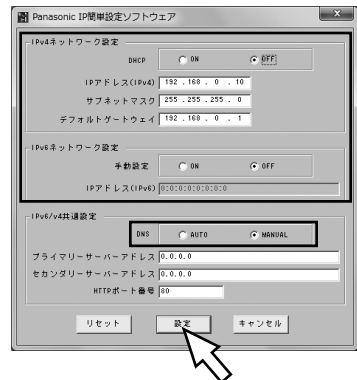 Panasonic IP簡単設定ソフトウェア
IPv4ネットワーク設定
DHCP ON OFF
IPアドレス(IPv4) 192 . 168 . 0 . 10
サブネットマスク 255 . 255 . 255 . 0
デフォルトゲートウェイ 192 . 168 . 0 . 1
IPv6ネットワーク設定
手動設定 ON OFF
IPアドレス(IPv6) 0:0:0:0:0:0:0:0
IPv6/v4共通設定
DNS AUTO MANUAL
プライマリーサーバーアドレス 0.0.0.0
セカンダリーサーバーアドレス 0.0.0.0
HTTPポート番号 80
リセット 設定 キャンセル